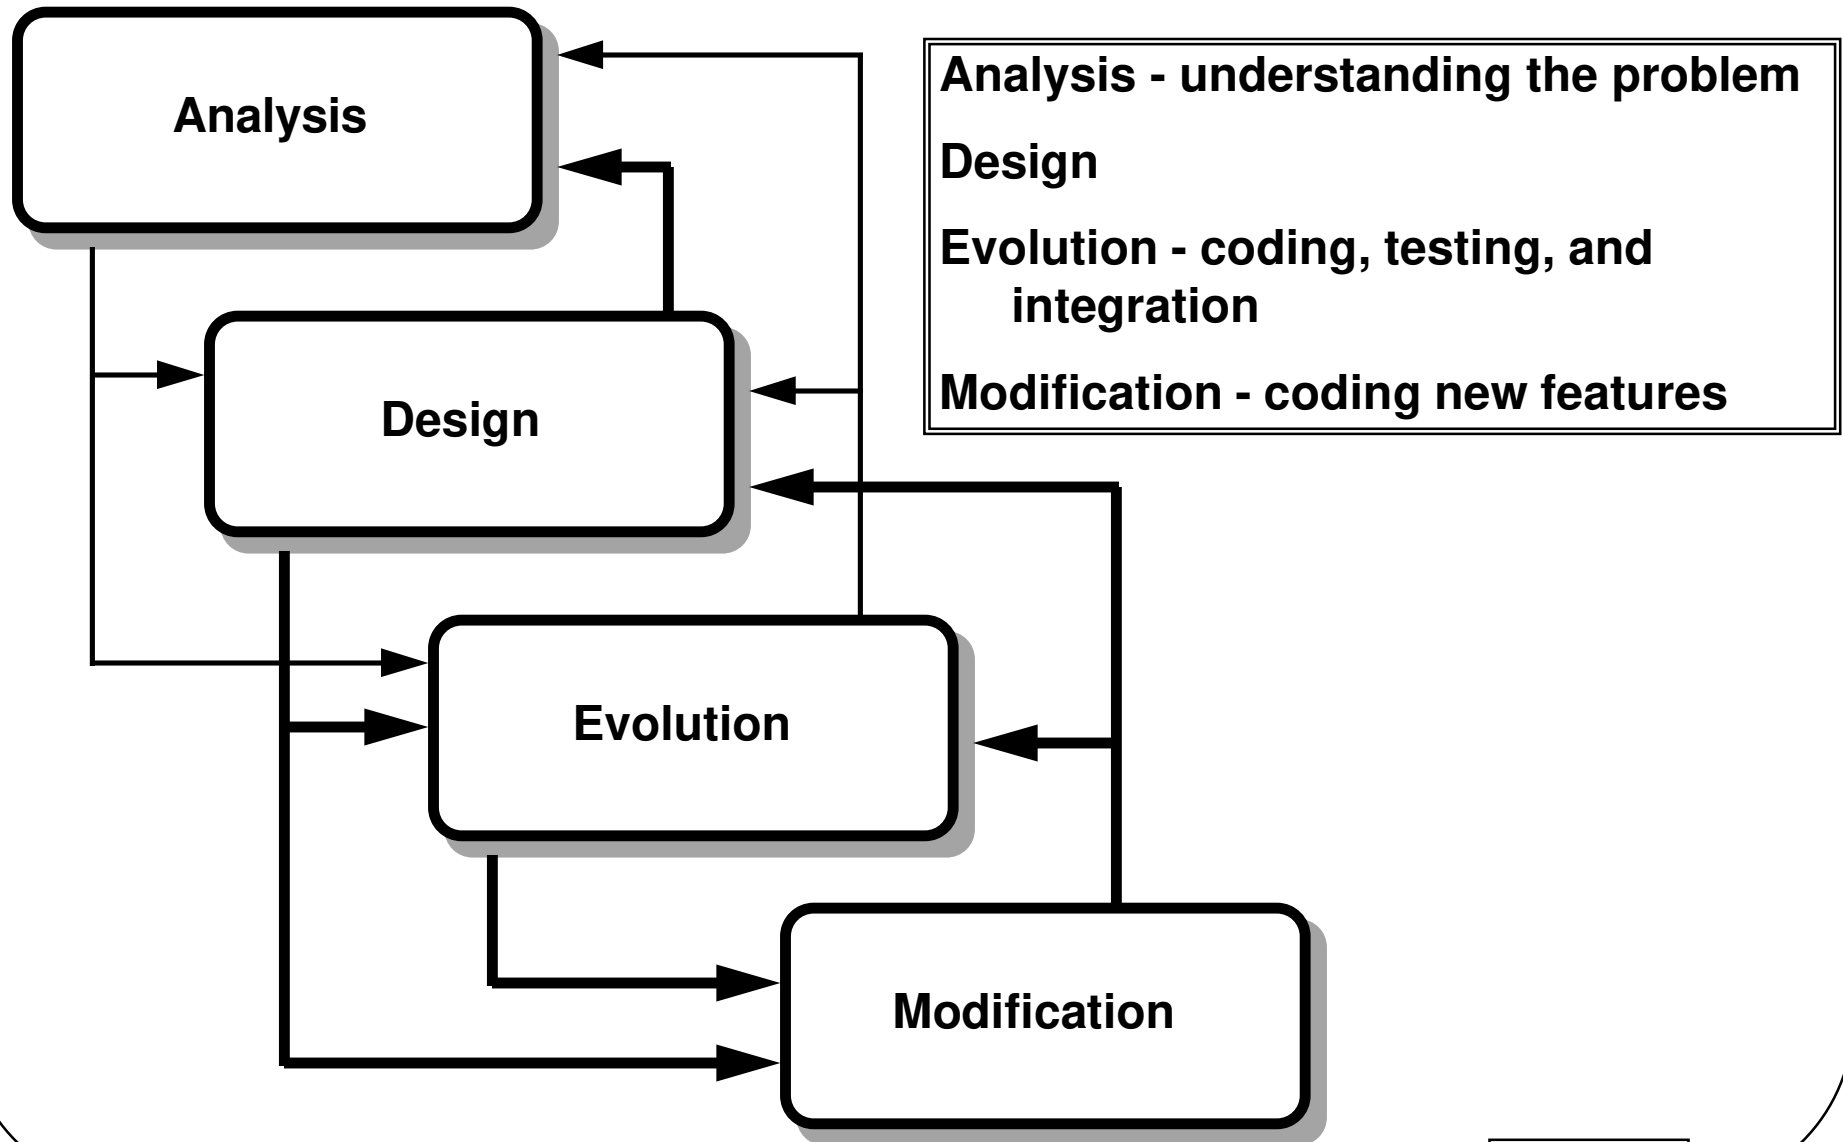 Analysis
Analysis - understanding the problem
Design
Evolution - coding, testing, and
integration
Modification - coding new features
Design
Evolution
Modification